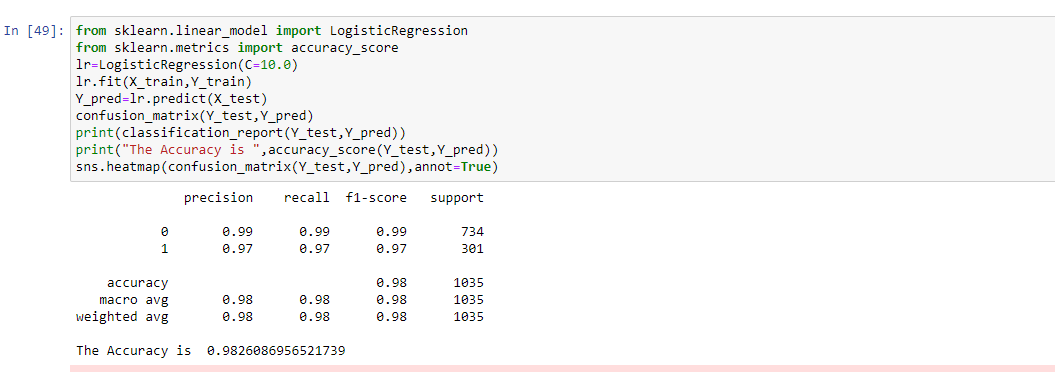 In [49]: from sklearn.linear_model import LogisticRegression
from sklearn.metrics import accuracy_score
lr=LogisticRegression(C=10.0)
lr.fit(X_train,Y_train)
Y_pred=lr.predict(X_test)
confusion_matrix(Y_test,Y_pred)
print(classification_report(Y_test,Y_pred))
print("The Accuracy is ",accuracy_score(Y_test,Y_pred))
sns.heatmap(confusion_matrix(Y_test,Y_pred),annot=True)
precision recall f1-score support
0 0.99 0.99 0.99 734
1 0.97 0.97 0.97 301
accuracy 0.98 1035
macro avg 0.98 0.98 0.98 1035
weighted avg 0.98 0.98 0.98 1035
The Accuracy is 0.9826086956521739